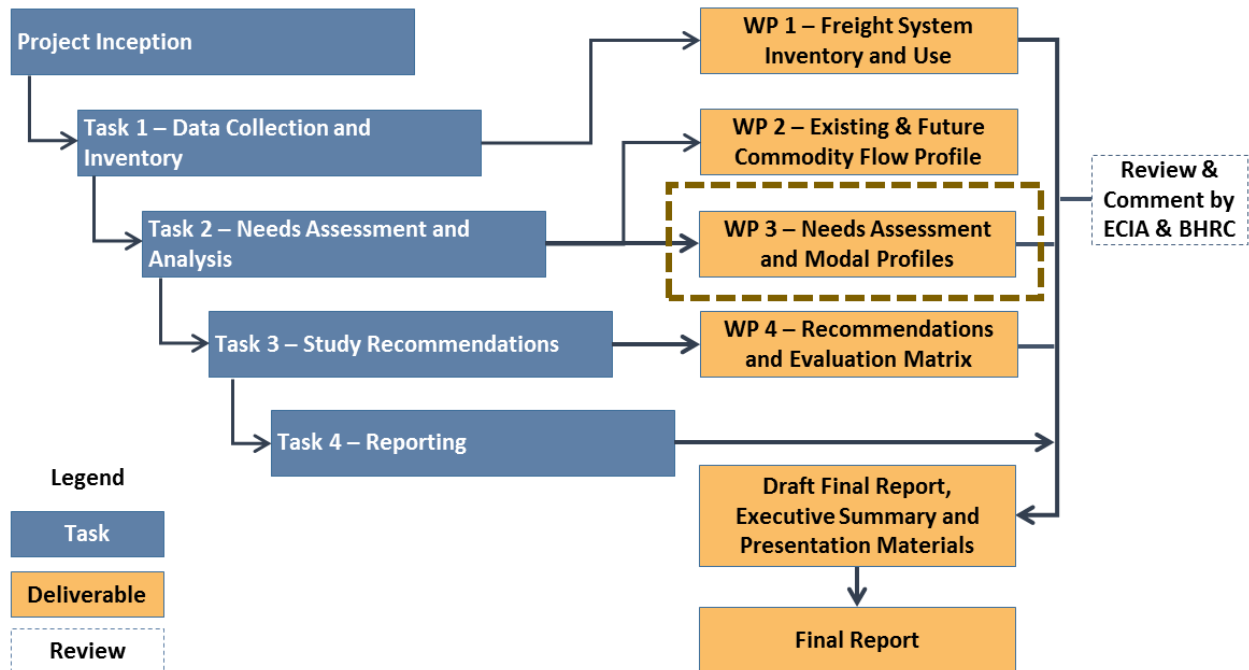 Project Inception
WP 1 – Freight System
Inventory and Use
Task 1 – Data Collection and
Inventory
WP 2 – Existing & Future
Commodity Flow Profile
Review &
Comment by
ECIA & BHRC
Task 2 – Needs Assessment and
Analysis
WP 3 – Needs Assessment
and Modal Profiles
Task 3 – Study Recommendations
WP 4 – Recommendations
and Evaluation Matrix
Task 4 – Reporting
Legend
Task
Deliverable
Review
Draft Final Report,
Executive Summary and
Presentation Materials
Final Report